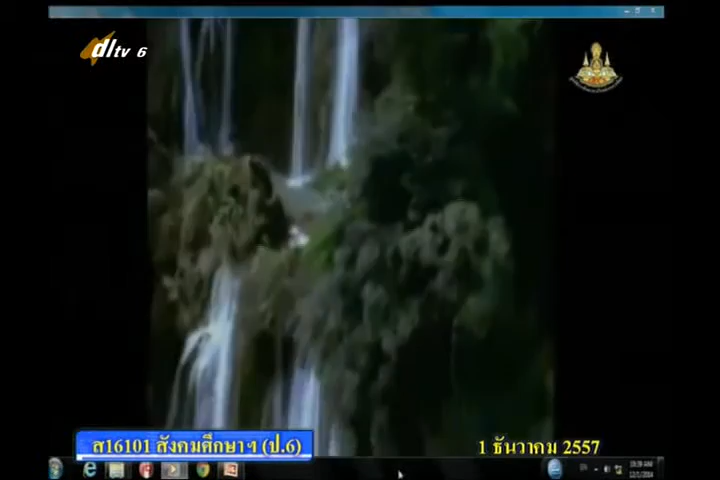 dltv 6
ส16101 สังคมศึกษาฯ (ป.6)
1 ธันวาคม 2557